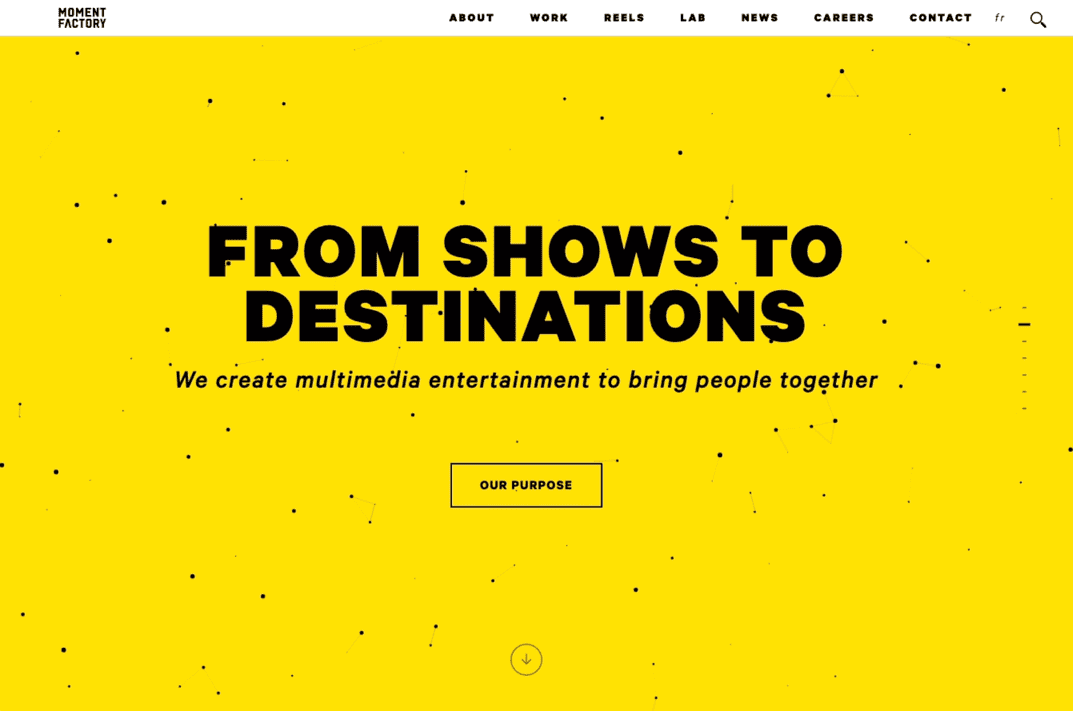 MOMENT
FACTORY
ABOUT WORK REELS LAB NEWS CAREERS CONTACT fr
FROM SHOWS TO
DESTINATIONS
We create multimedia entertainment to bring people together
OUR PURPOSE